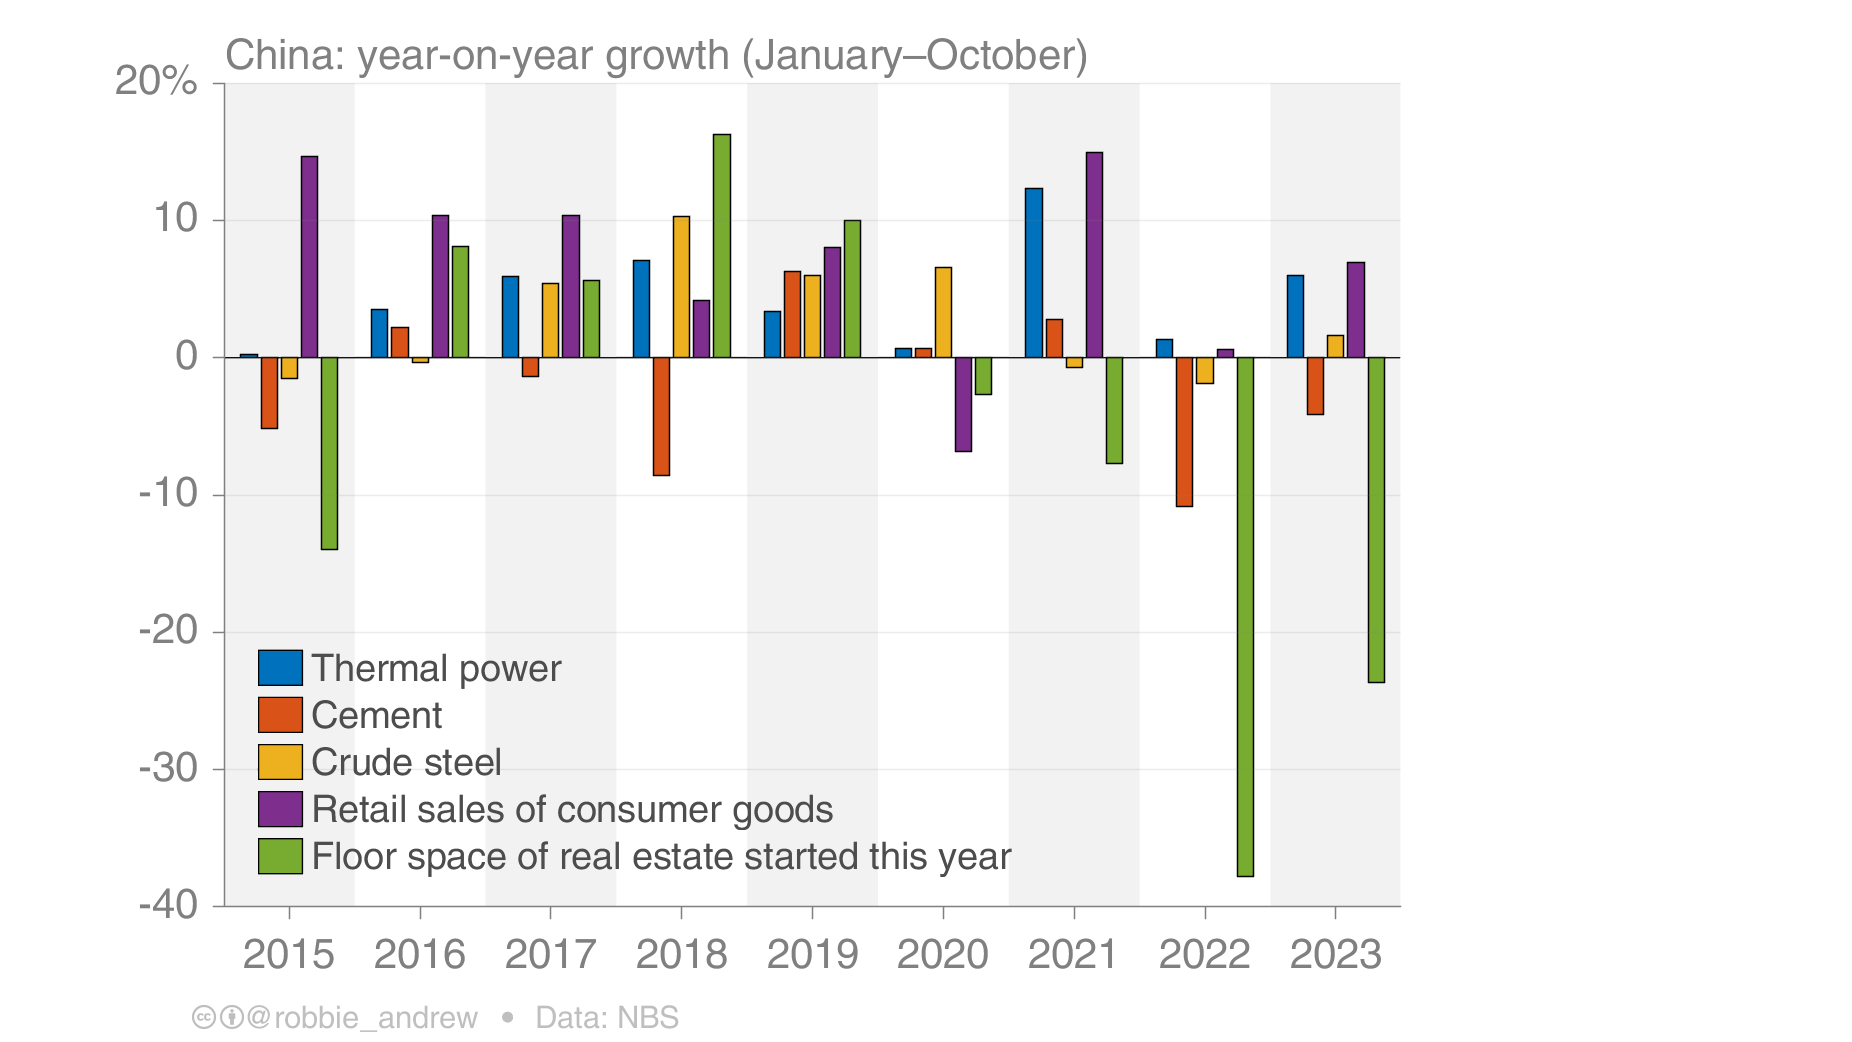 China: year-on-year growth (January–October)
20%
10
0
-10
-20
-30
-40
Thermal power
Cement
Crude steel
Retail sales of consumer goods
Floor space of real estate started this year
2015 2016 2017 2018 2019 2020 2021 2022 2023
cc @robbie_andrew • Data: NBS